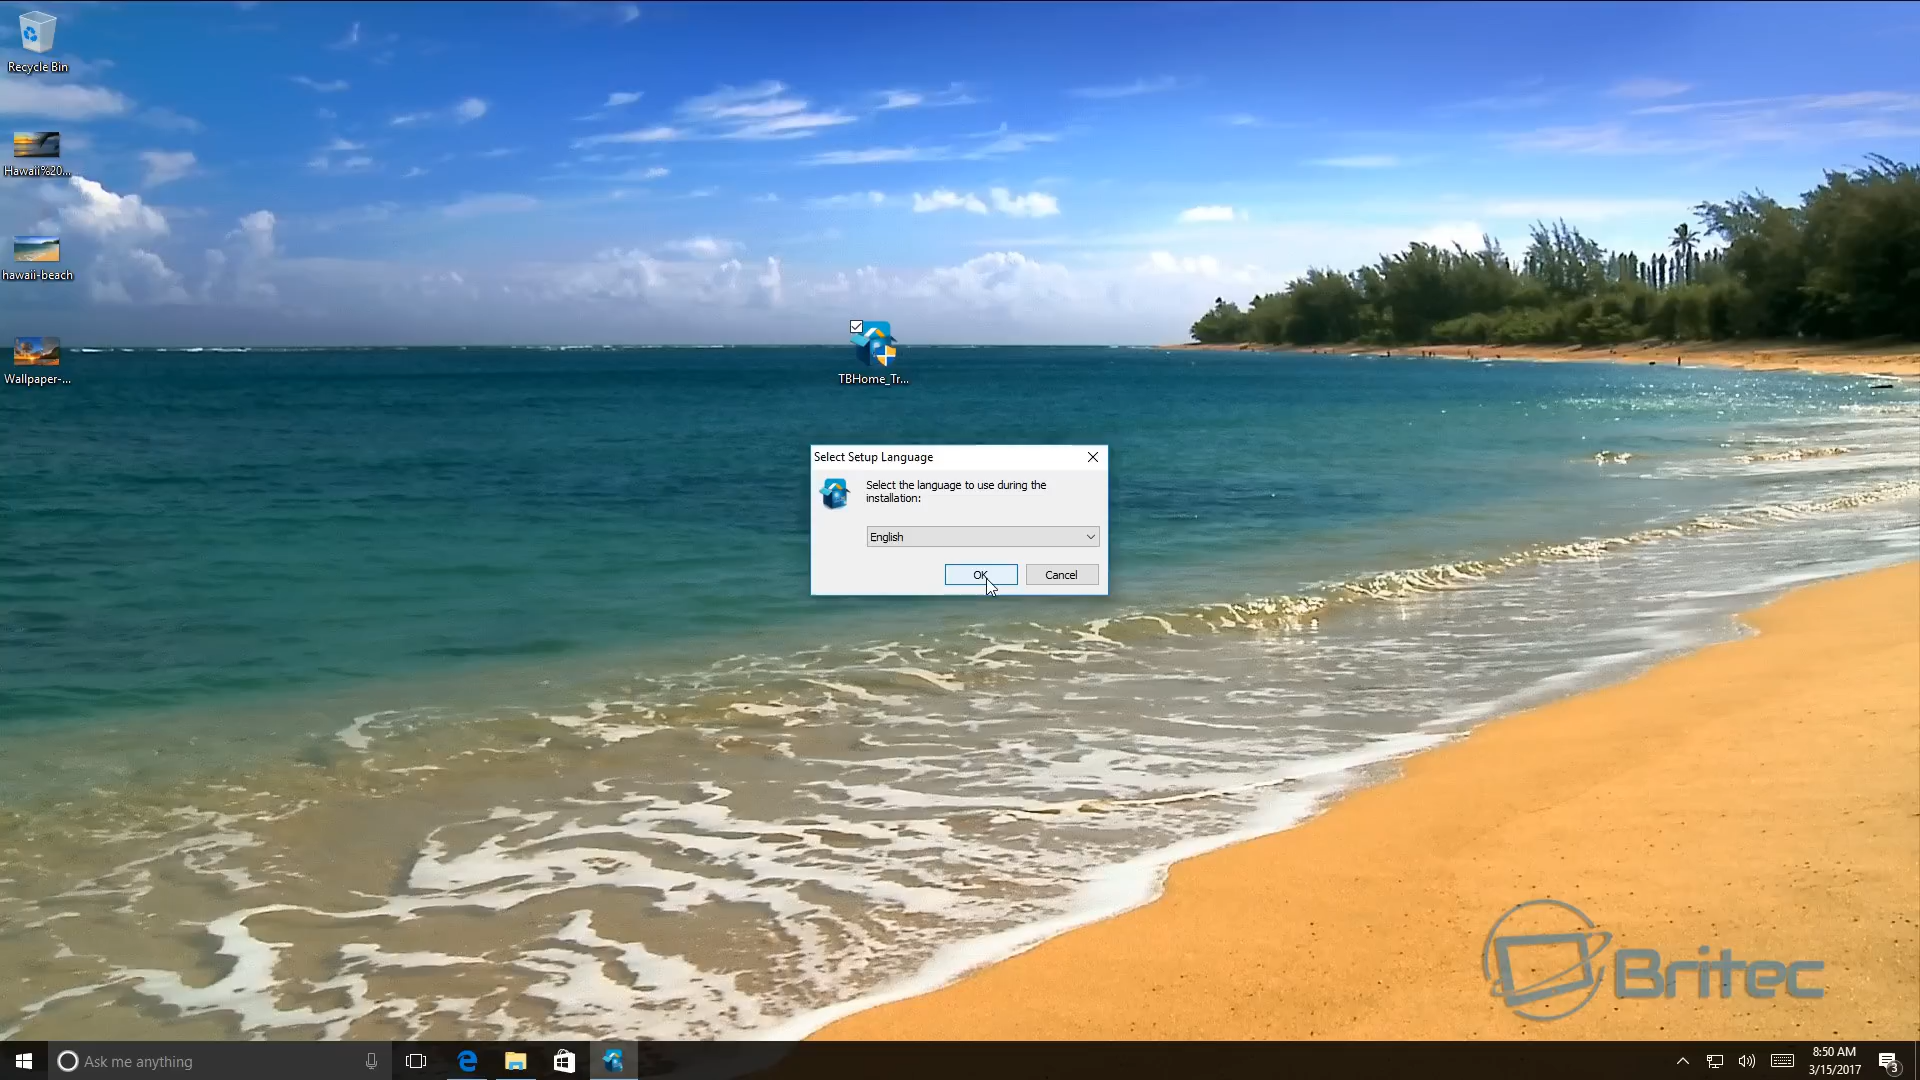 Recycle Bin
Hawaii%20...
hawaii-beach
Wallpaper-...
TBHome_Tr...
Select Setup Language
Select the language to use during the
installation:
English
OK
Cancel
Britec
Ask me anything
8:50 AM
3/15/2017
3